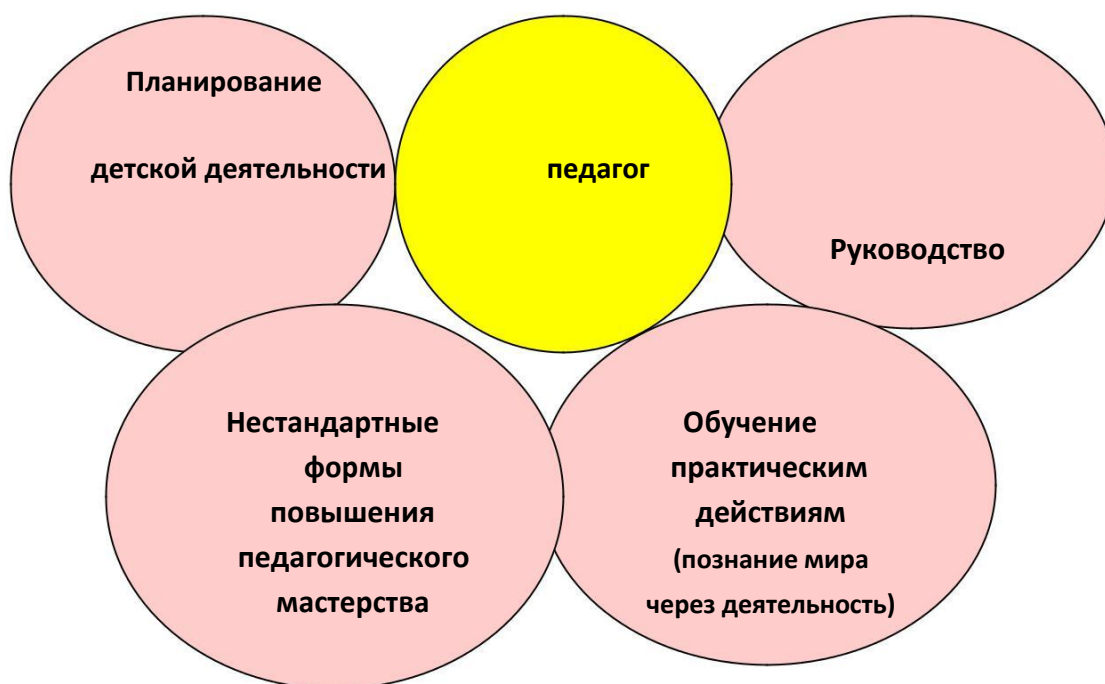 Планирование
детской деятельности
педагог
Руководство
Нестандартные
формы
повышения
педагогического
мастерства
Обучение
практическим
действиям
(познание мира
через деятельность)